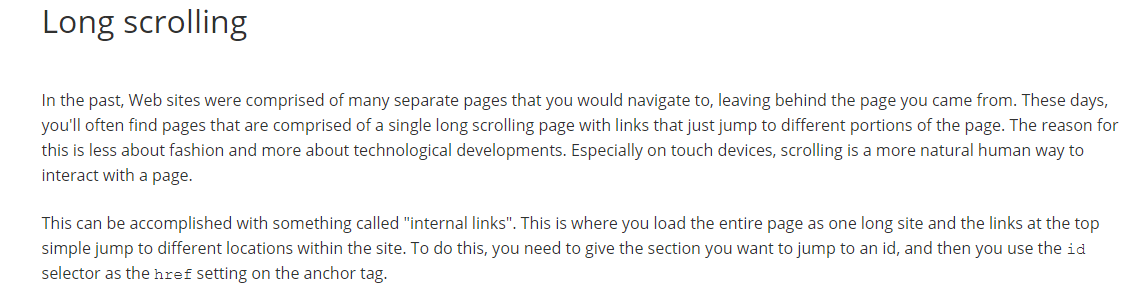 Long scrolling
In the past, Web sites were comprised of many separate pages that you would navigate to, leaving behind the page you came from. These days,
you'll often find pages that are comprised of a single long scrolling page with links that just jump to different portions of the page. The reason for
this is less about fashion and more about technological developments. Especially on touch devices, scrolling is a more natural human way to
interact with a page.
This can be accomplished with something called "internal links". This is where you load the entire page as one long site and the links at the top
simple jump to different locations within the site. To do this, you need to give the section you want to jump to an id, and then you use the id
selector as the href setting on the anchor tag.